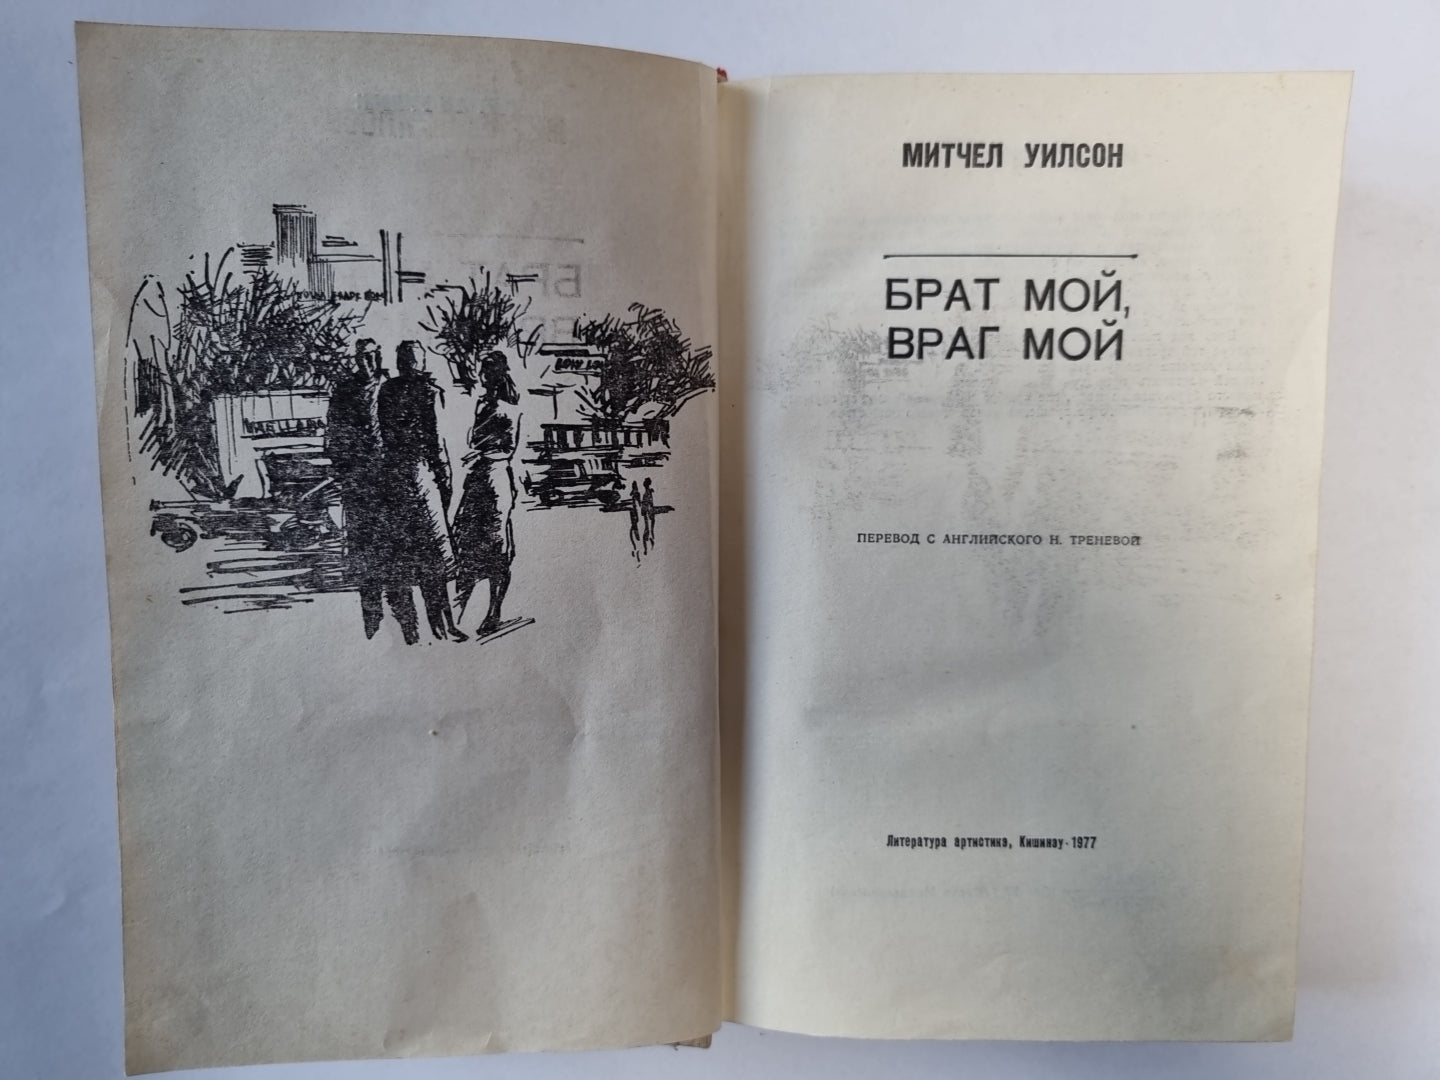 МИТЧЕЛ УИЛСОН
БРАТ МОЙ,
ВРАГ МОЙ
ПЕРЕВОД С АНГЛИЙСКОГО Н. ТРЕНЕВОЙ
Литература артистикэ, Кишинэу · 1977